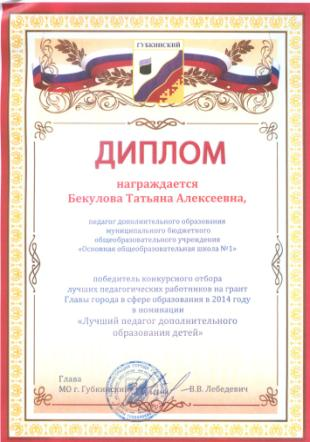 ГУБКИНСКИЙ
ДИПЛОМ
награждается
Бекулова Татьяна Алексеевна,
педагог дополнительного образования
муниципального бюджетного
общеобразовательного учреждения
«Основная общеобразовательная школа №1»
победитель конкурсного отбора
лучших педагогических работников на грант
Главы города в сфере образования в 2014 году
в номинации
«Лучший педагог дополнительного
образования детей»
Глава
МО г. Губкинский
В.В. Лебедевич